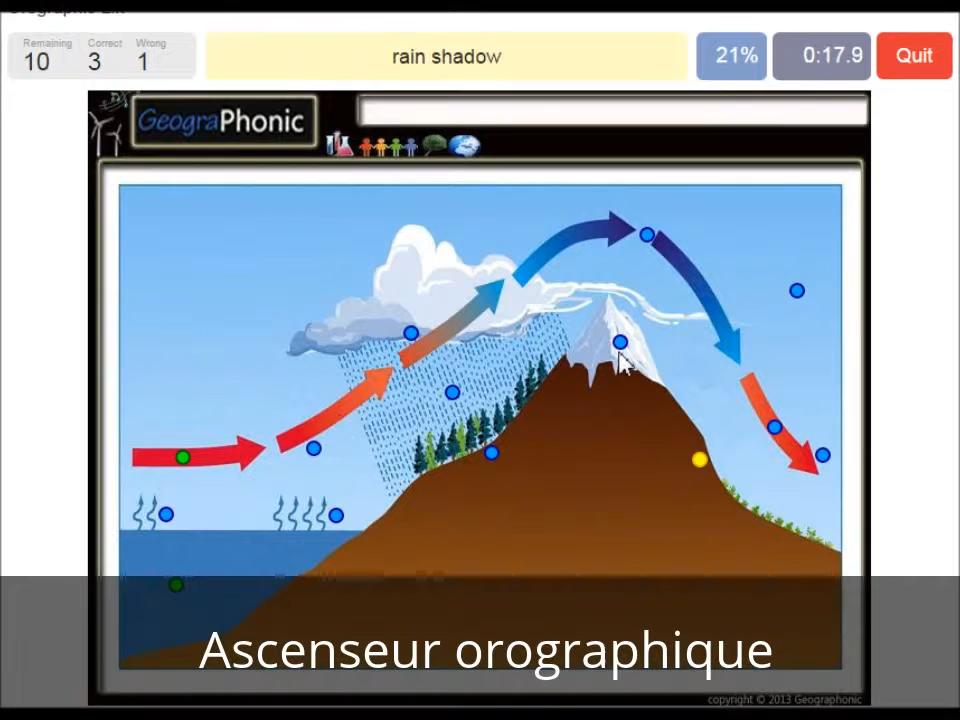 Remaining Correct Wrong
10 3 1
rain shadow
21%
0:17.9
Quit
GeograPhonic
Ascenseur orographique
copyright © 2013 Geographonic